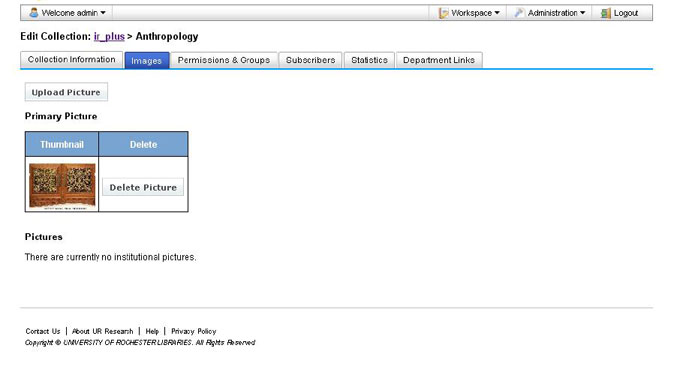 Welcome admin Workspace Administration Logout
Edit Collection: ir_plus > Anthropology
Collection Information Images Permissions & Groups Subscribers Statistics Department Links
Upload Picture
Primary Picture
Thumbnail Delete
Delete Picture
Pictures
There are currently no institutional pictures.
Contact Us | About UR Research | Help | Privacy Policy
Copyright © UNIVERSITY OF ROCHESTER LIBRARIES. All Rights Reserved